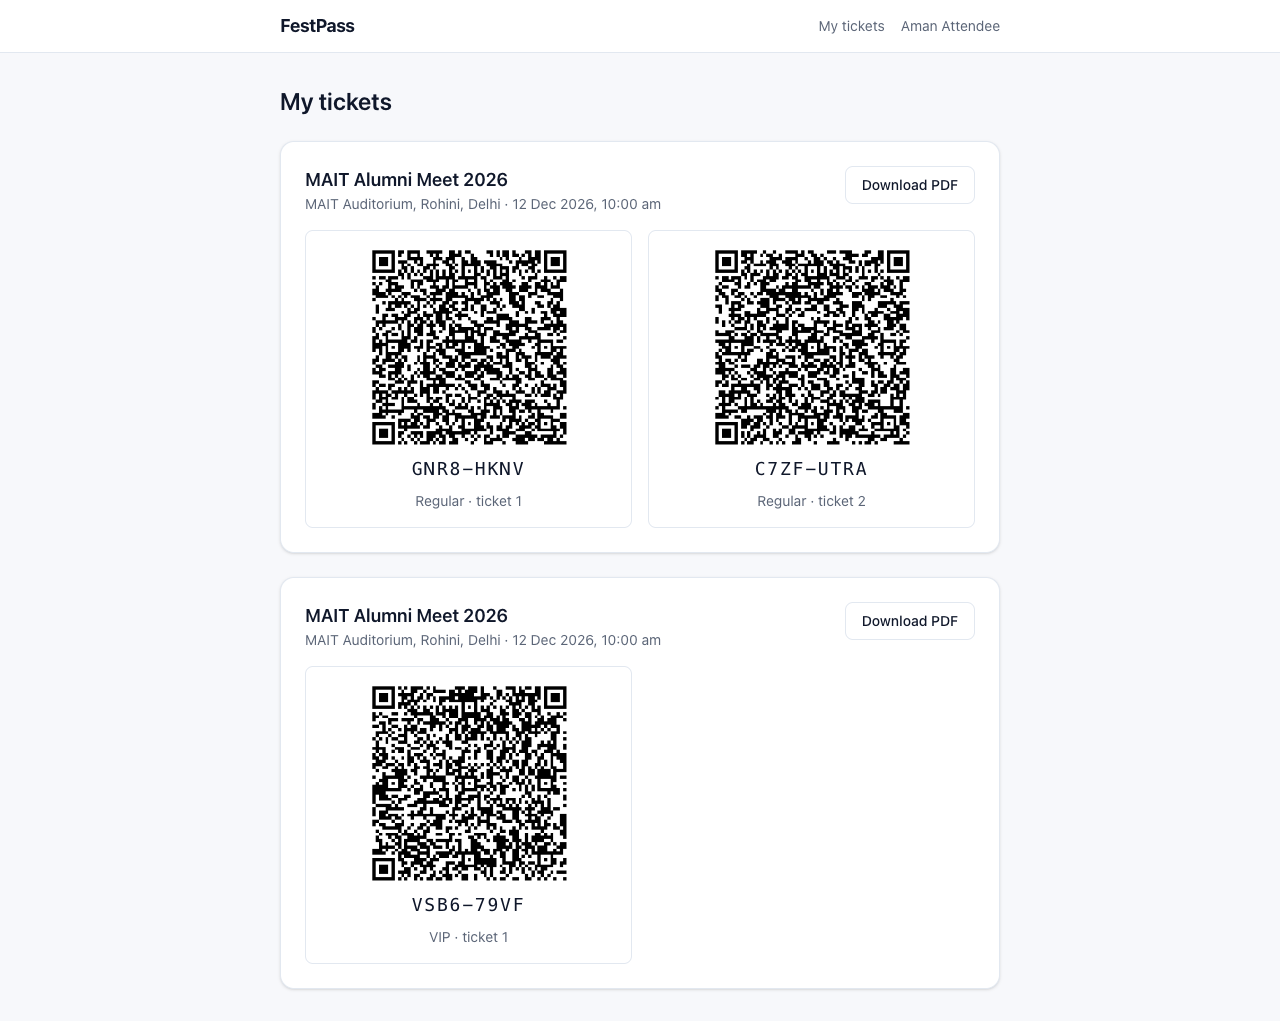 FestPass
My tickets
Aman Attendee
My tickets
MAIT Alumni Meet 2026
Download PDF
MAIT Auditorium, Rohini, Delhi · 12 Dec 2026, 10:00 am
GNR8-HKNV
C7ZF-UTRA
Regular · ticket 1
Regular · ticket 2
MAIT Alumni Meet 2026
Download PDF
MAIT Auditorium, Rohini, Delhi · 12 Dec 2026, 10:00 am
VSB6-79VF
VIP · ticket 1